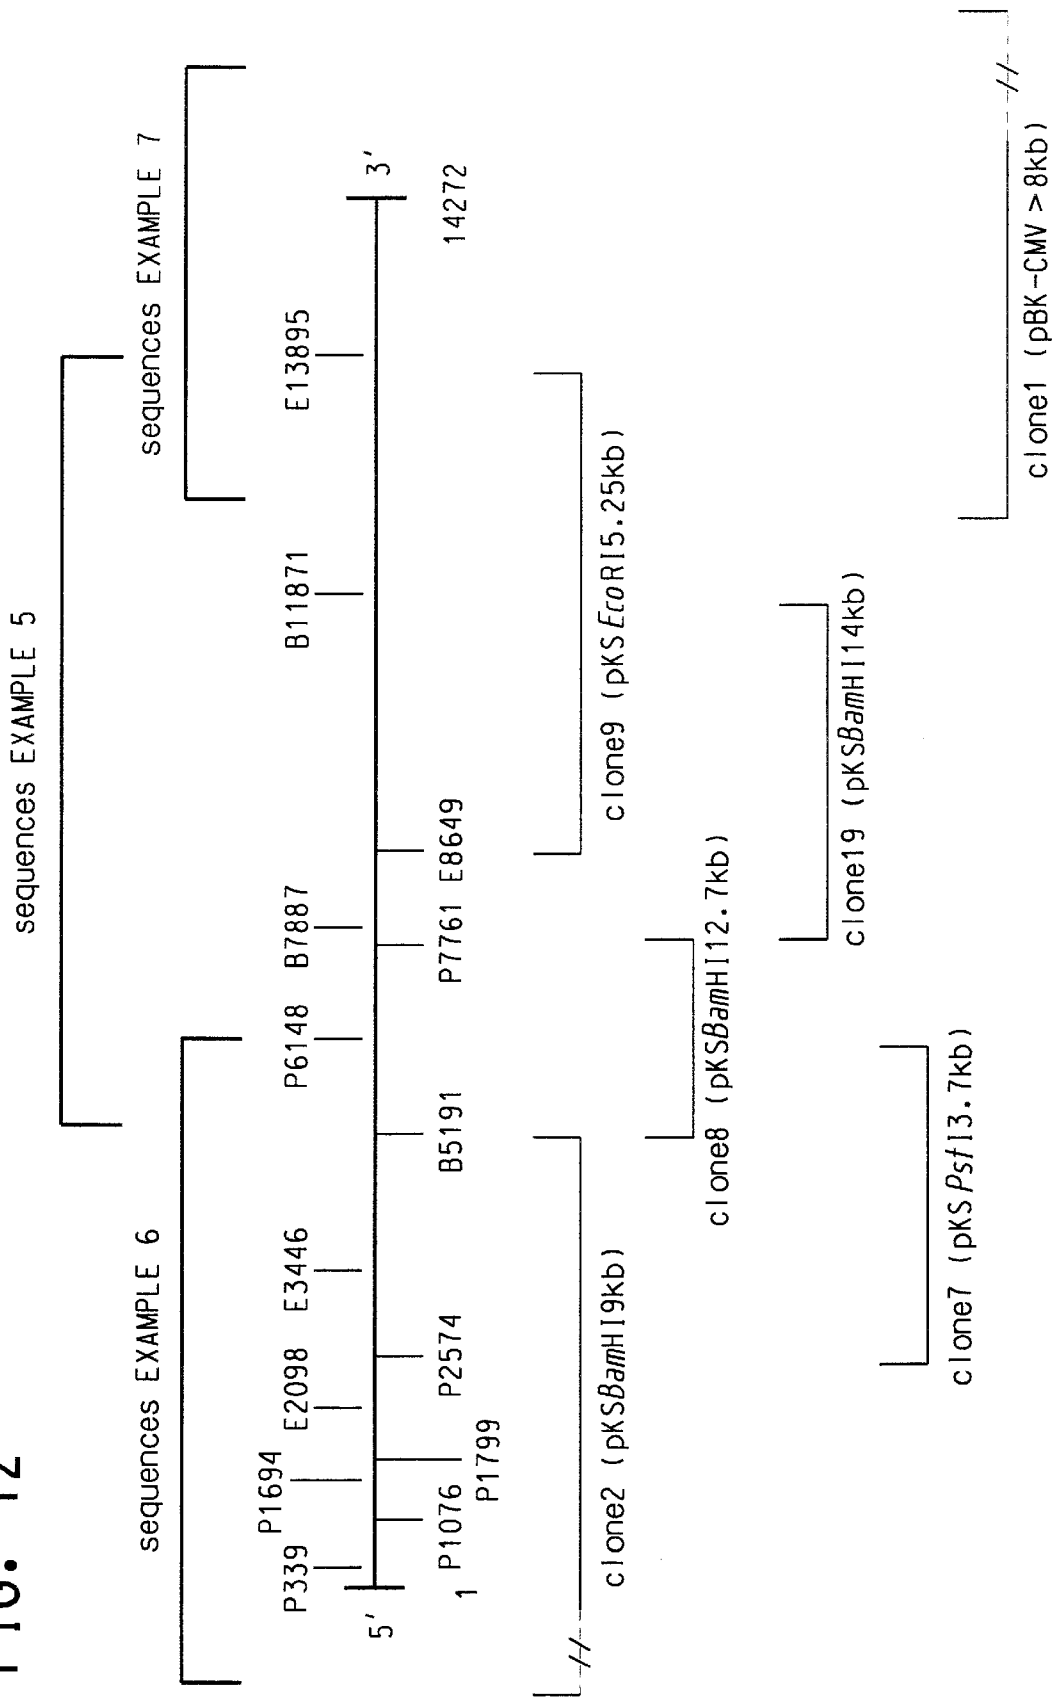 FIG. 12
sequences EXAMPLE 5
sequences EXAMPLE 6
sequences EXAMPLE 7
P339
P1694
E2098
E3446
P6148
B7887
B11871
E13895
5'
3'
1
P1076
P1799
P2574
B5191
P7761
E8649
14272
clone2 (pKSBamHI9kb)
clone9 (pKSEcoRI5.25kb)
clone8 (pKSBamHI12.7kb)
clone19 (pKSBamHI14kb)
clone7 (pKSPstI3.7kb)
clone1 (pBK-CMV >8kb)